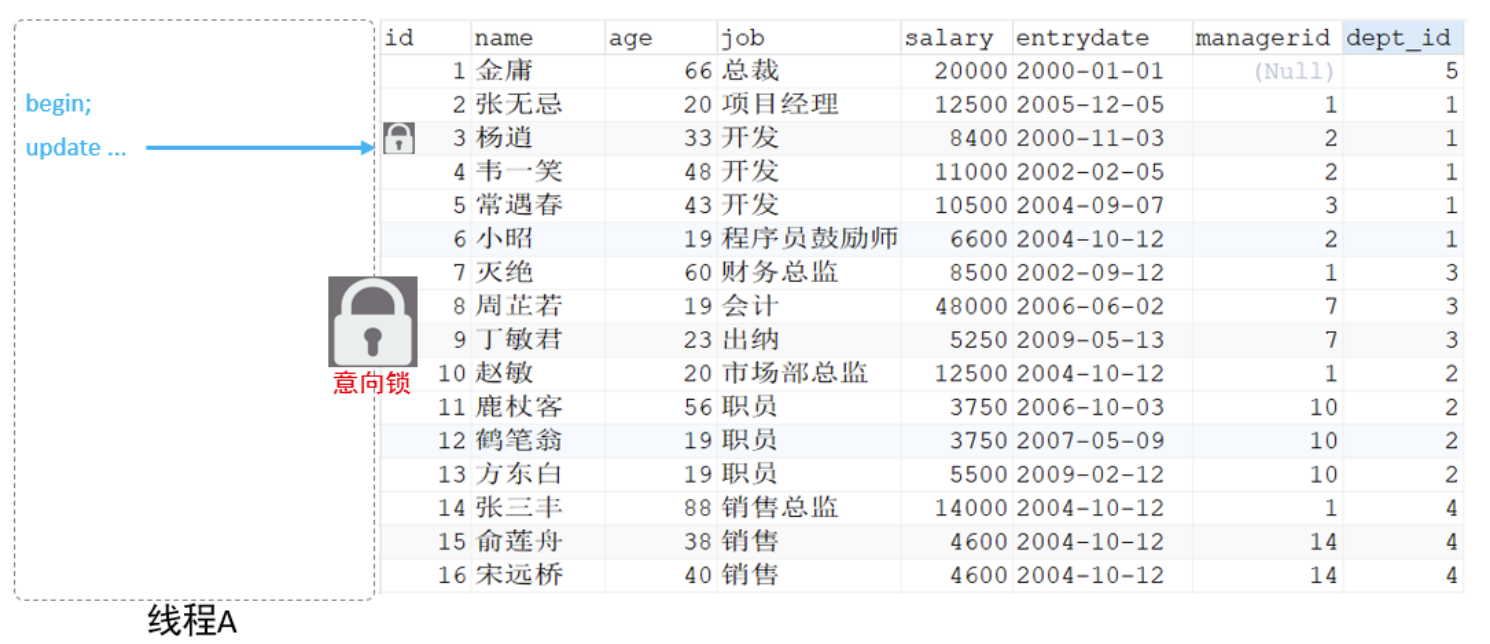 id name age job salary entrydate managerid dept_id
1 金庸 66 总裁 20000 2000-01-01 (Null) 5
begin;
2 张无忌 20 项目经理 12500 2005-12-05 1 1
update ...
3 杨逍 33 开发 8400 2000-11-03 2 1
4 韦一笑 48 开发 11000 2002-02-05 2 1
5 常遇春 43 开发 10500 2004-09-07 3 1
6 小昭 19 程序员鼓励师 6600 2004-10-12 2 1
7 灭绝 60 财务总监 8500 2002-09-12 1 3
8 周芷若 19 会计 48000 2006-06-02 7 3
9 丁敏君 23 出纳 5250 2009-05-13 7 3
意向锁
10 赵敏 20 市场部总监 12500 2004-10-12 1 2
11 鹿杖客 56 职员 3750 2006-10-03 10 2
12 鹤笔翁 19 职员 3750 2007-05-09 10 2
13 方东白 19 职员 5500 2009-02-12 10 2
14 张三丰 88 销售总监 14000 2004-10-12 1 4
15 俞莲舟 38 销售 4600 2004-10-12 14 4
16 宋远桥 40 销售 4600 2004-10-12 14 4
线程A